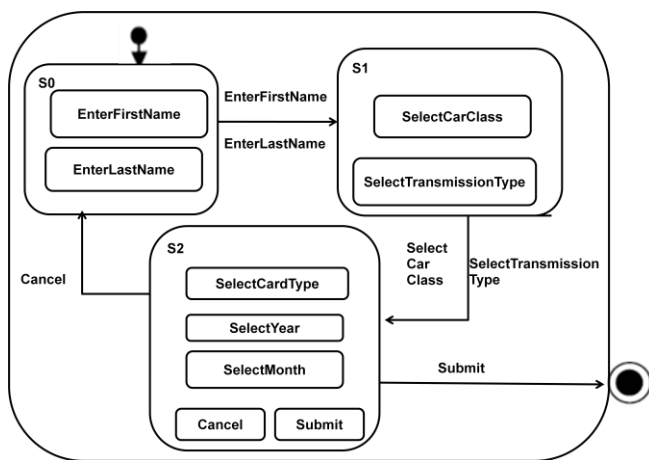 S0
EnterFirstName
EnterLastName
EnterFirstName
EnterLastName
S1
SelectCarClass
SelectTransmissionType
Select
Car
Class
SelectTransmission
Type
Cancel
S2
SelectCardType
SelectYear
SelectMonth
Cancel
Submit
Submit